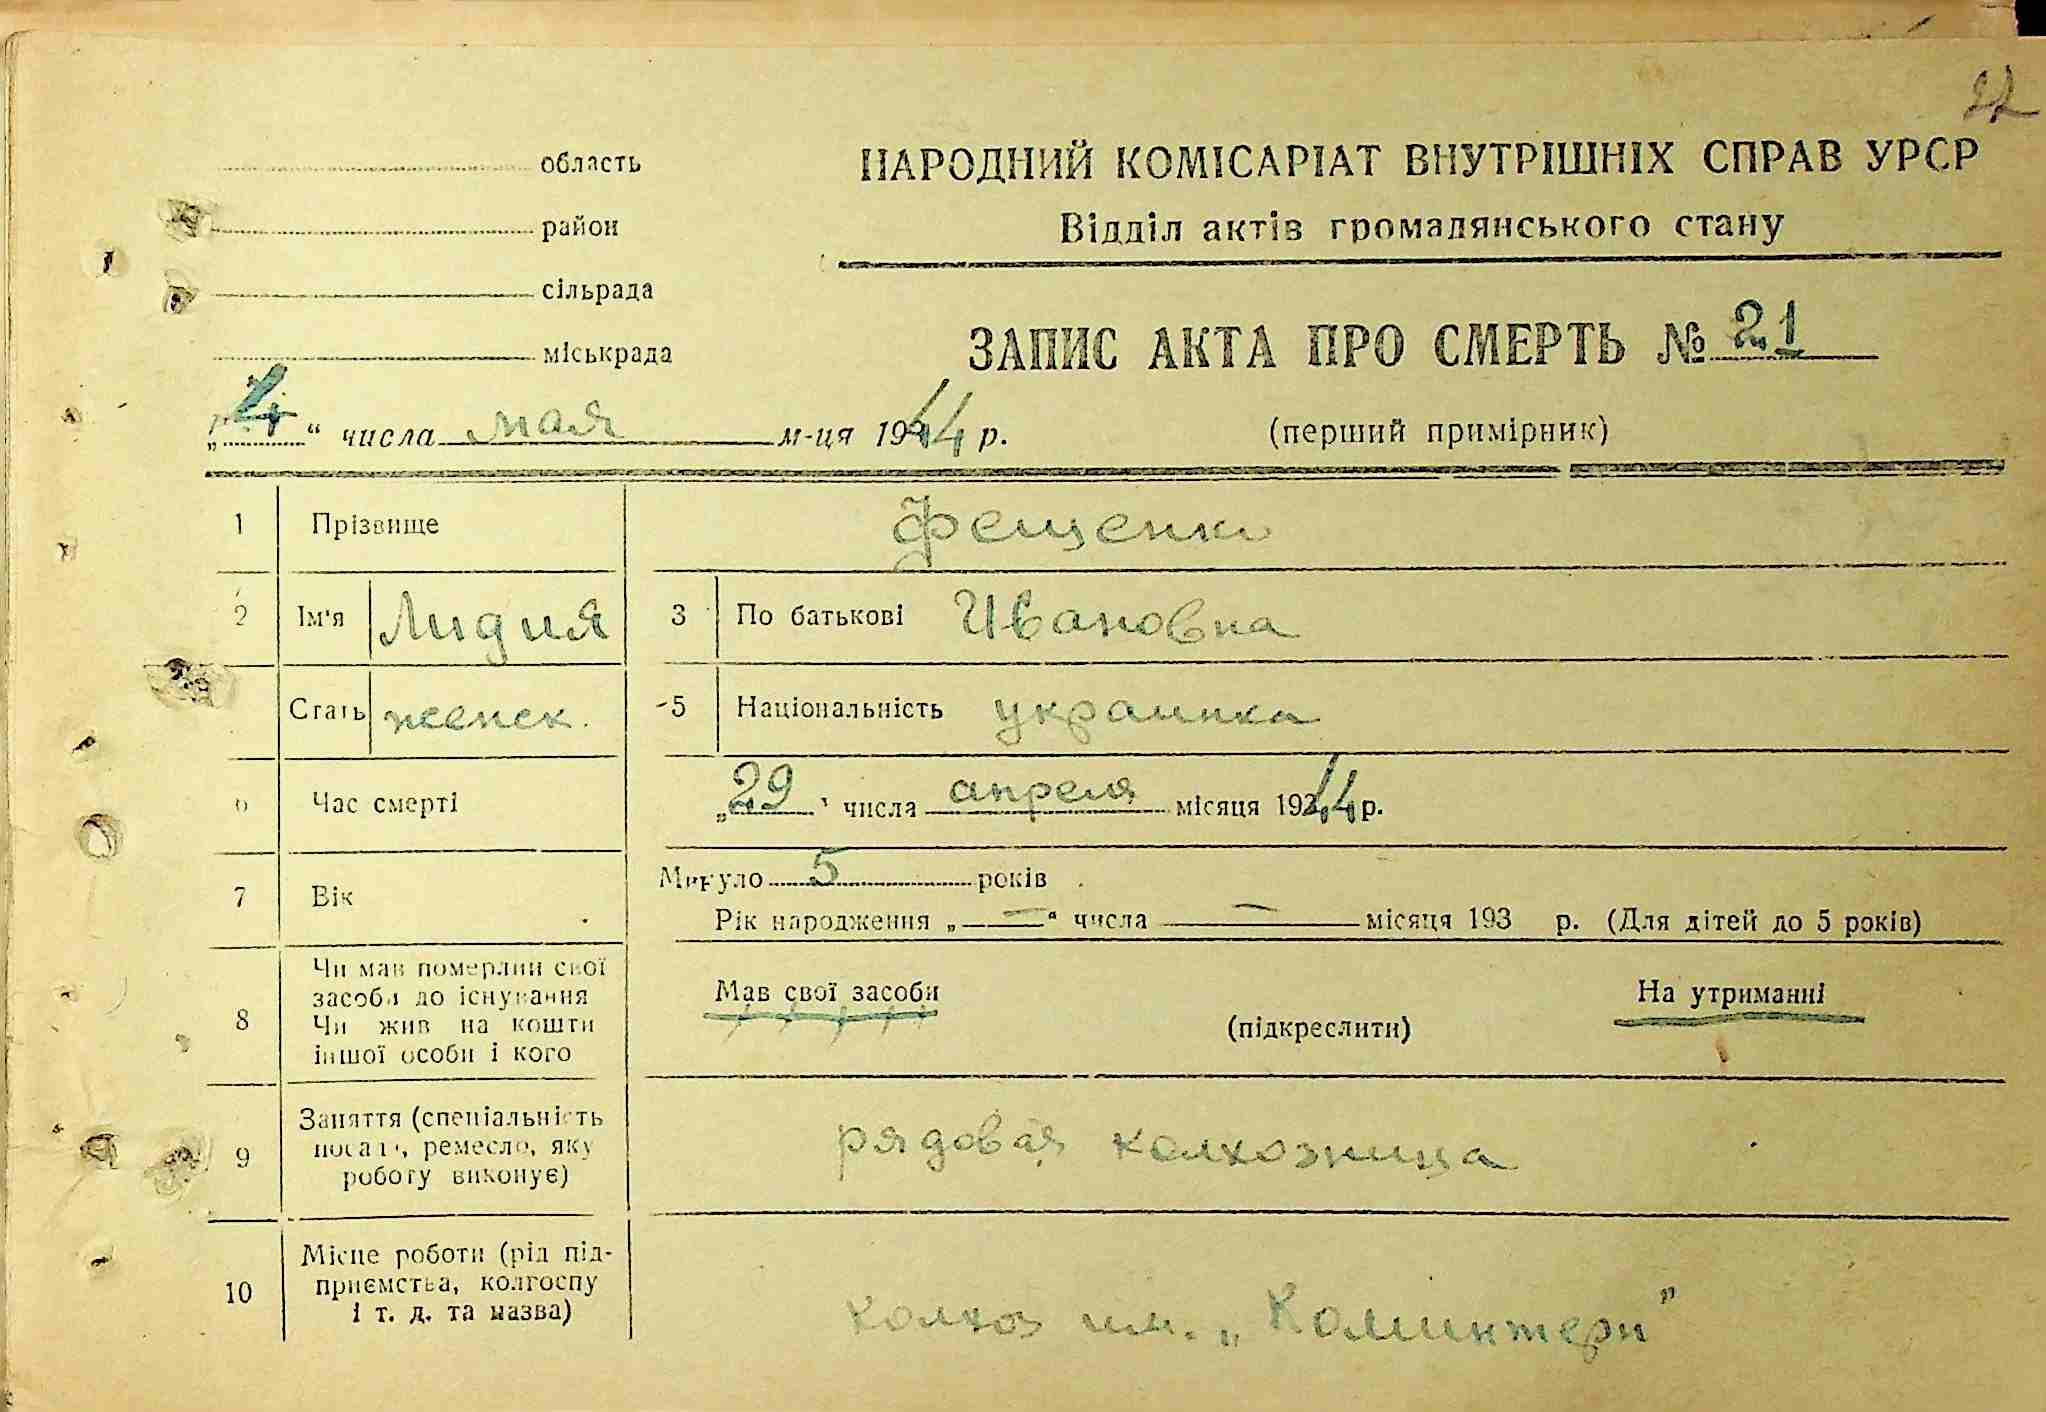 22
область
район
сільрада
міськрада
НАРОДНИЙ КОМІСАРІАТ ВНУТРІШНІХ СПРАВ УРСР
Відділ актів громадянського стану
ЗАПИС АКТА ПРО СМЕРТЬ № 21
(перший примірник)
„4“ числа мая м-ця 1944 р.
1 Прізвище Фещенко
2 Ім'я Лидия 3 По батькові Ивановна
Стать женск. 5 Національність украинка
6 Час смерті „29“ числа апреля місяця 1944 р.
7 Вік Минуло 5 років
Рік народження „—“ числа — місяця 193 р. (Для дітей до 5 років)
8 Чи мав померлий свої
засоби до існування
Чи жив на кошти
іншої особи і кого
Мав свої засоби (підкреслити) На утриманні
9 Заняття (спеціальність
посада, ремесло, яку
роботу виконує)
рядовая колхозница
10 Місце роботи (рід під-
приємства, колгоспу
і т. д. та назва)
колхоз им. „Коминтерн”